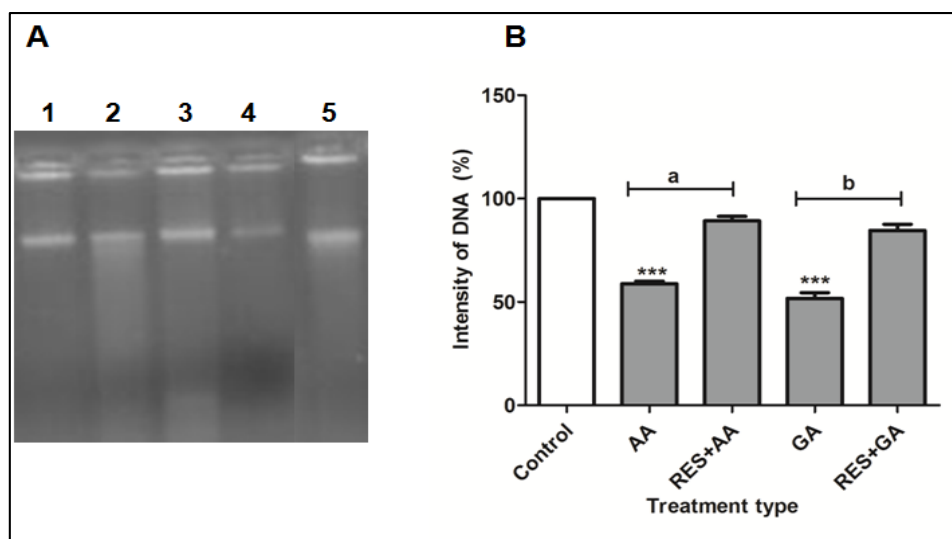 A
B
1 2 3 4 5
150
100
50
0
Intensity of DNA (%)
a
b
***
***
Control
AA
RES+AA
GA
RES+GA
Treatment type